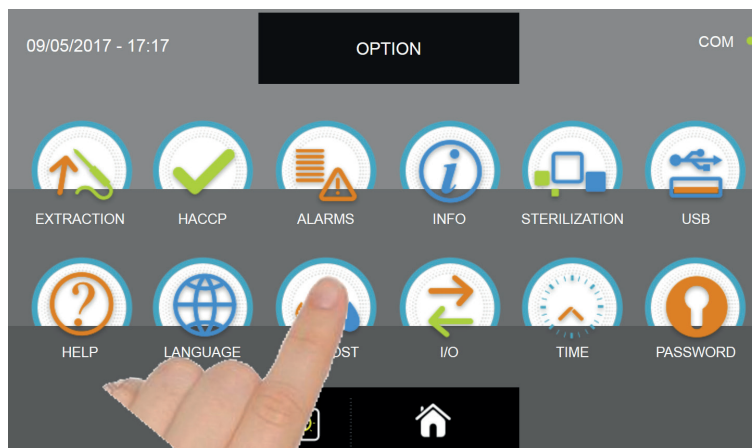 09/05/2017 - 17:17
OPTION
COM
EXTRACTION
HACCP
ALARMS
INFO
STERILIZATION
USB
HELP
LANGUAGE
I/O
TIME
PASSWORD